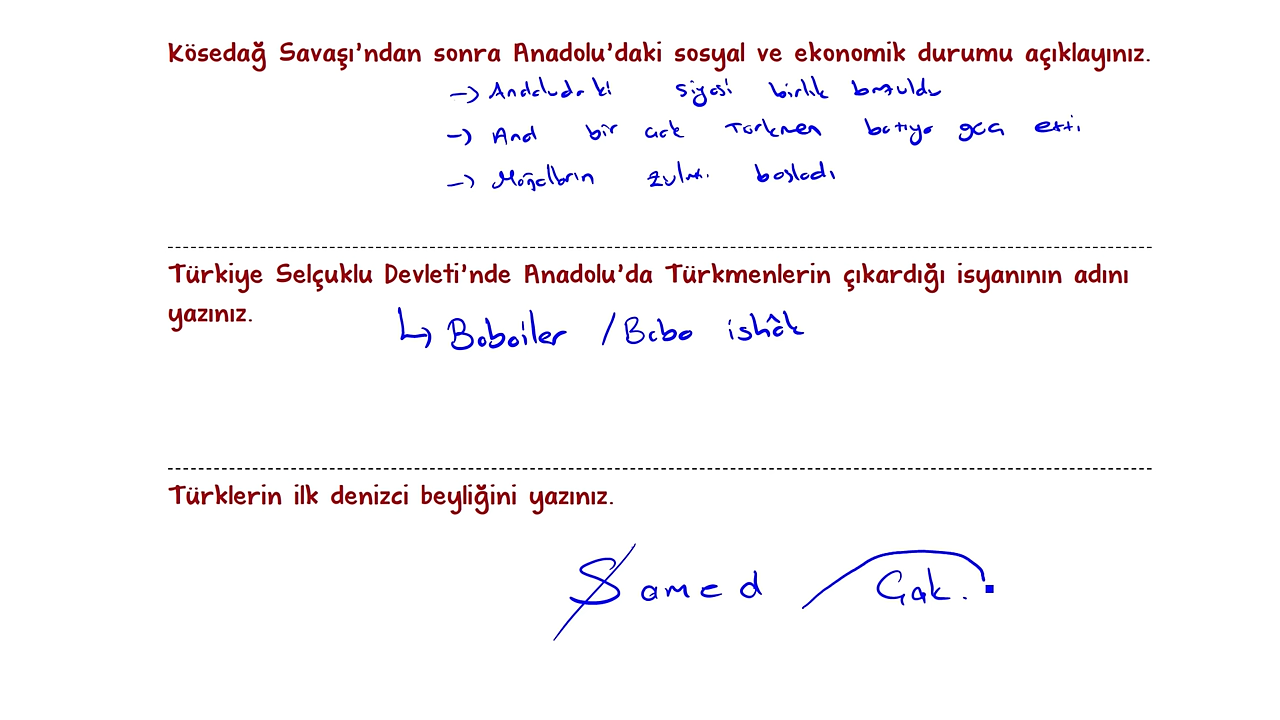 Kösedağ Savaşı'ndan sonra Anadolu'daki sosyal ve ekonomik durumu açıklayınız.
→ Anadoludaki siyasi birlik bozuldu
→ And bir çok Türkmen batıya göç etti.
→ Moğolların zulmü başladı
Türkiye Selçuklu Devleti'nde Anadolu'da Türkmenlerin çıkardığı isyanının adını
yazınız.
↳ Baboiler / Baba ishâk
Türklerin ilk denizci beyliğini yazınız.
Samed Çak.